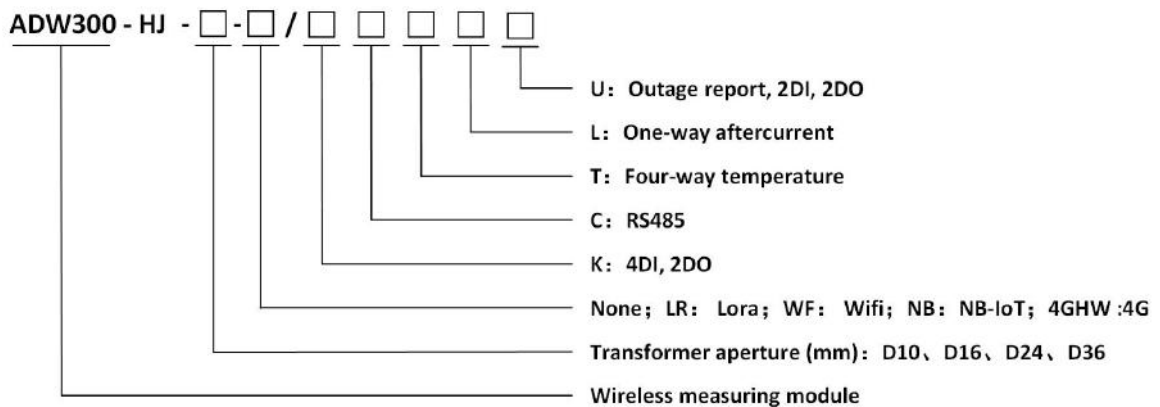 ADW300 - HJ - □ - □ / □ □ □ □ □
U：Outage report, 2DI, 2DO
L：One-way aftercurrent
T：Four-way temperature
C：RS485
K：4DI, 2DO
None；LR：Lora；WF：Wifi；NB：NB-IoT；4GHW :4G
Transformer aperture (mm)：D10、D16、D24、D36
Wireless measuring module